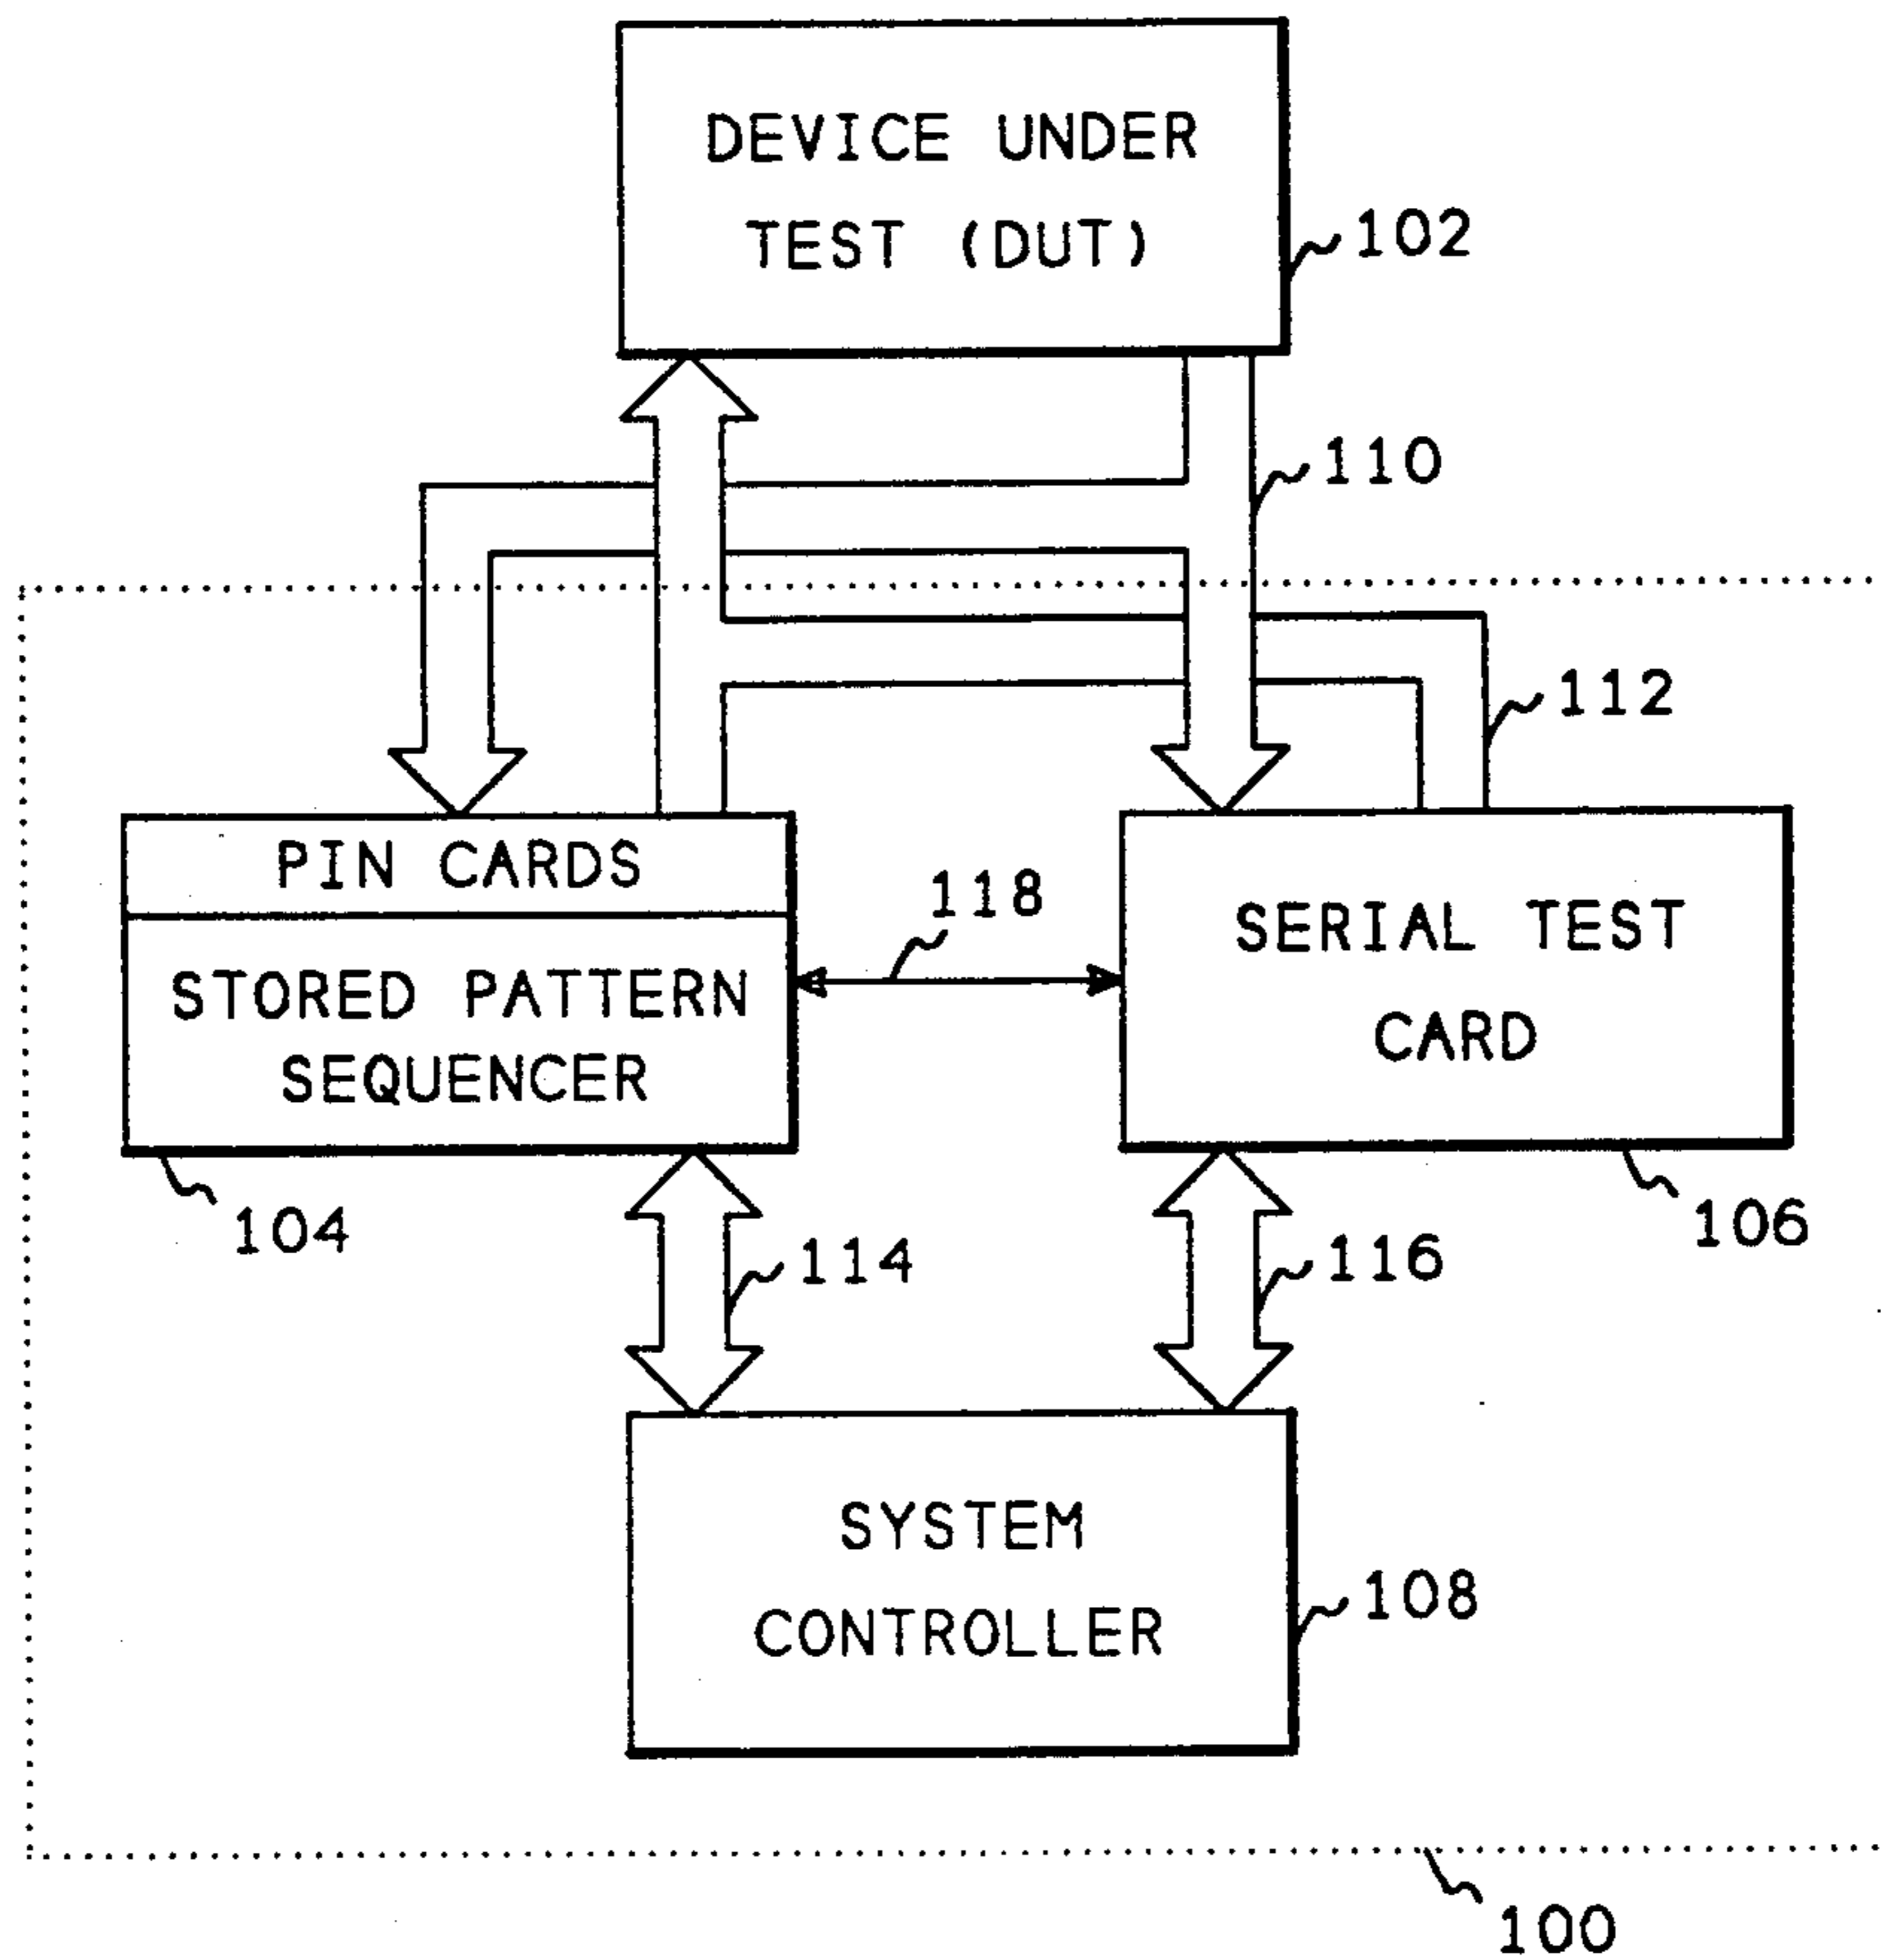 DEVICE UNDER
TEST (DUT)
102
110
112
PIN CARDS
118
STORED PATTERN
SEQUENCER
SERIAL TEST
CARD
104
114
116
106
SYSTEM
CONTROLLER
108
100